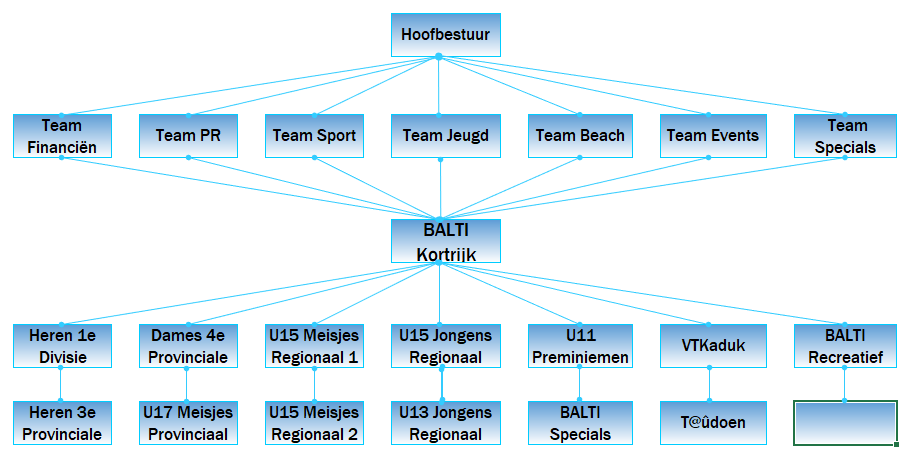 Hoofbestuur
Team
Financiën
Team PR
Team Sport
Team Jeugd
Team Beach
Team Events
Team
Specials
BALTI
Kortrijk
Heren 1e
Divisie
Dames 4e
Provinciale
U15 Meisjes
Regionaal 1
U15 Jongens
Regionaal
U11
Preminiemen
VTKaduk
BALTI
Recreatief
Heren 3e
Provinciale
U17 Meisjes
Provinciaal
U15 Meisjes
Regionaal 2
U13 Jongens
Regionaal
BALTI
Specials
T@ûdoen